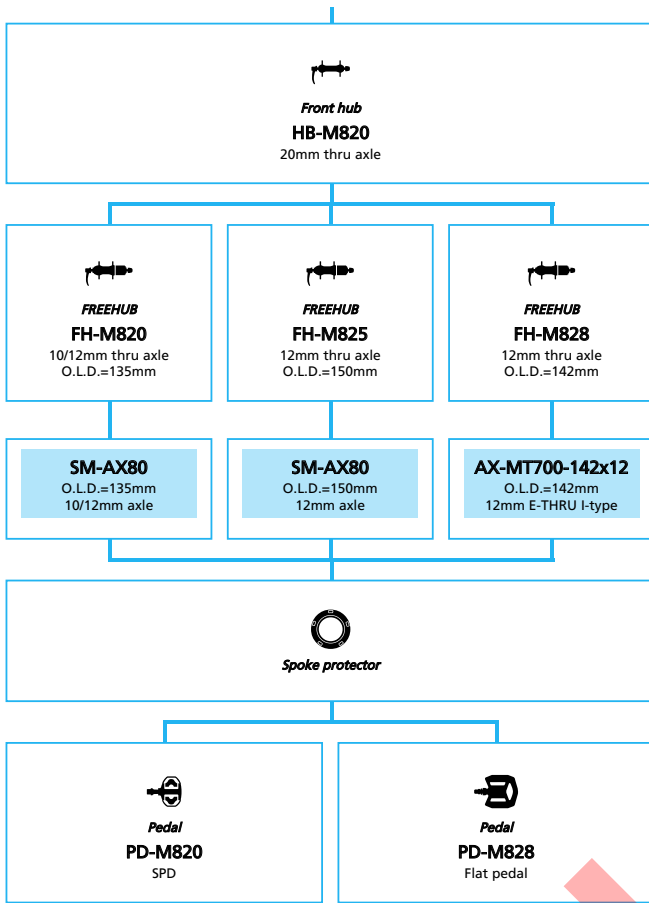 Front hub
HB-M820
20mm thru axle
FREEHUB
FH-M820
10/12mm thru axle
O.L.D.=135mm
FREEHUB
FH-M825
12mm thru axle
O.L.D.=150mm
FREEHUB
FH-M828
12mm thru axle
O.L.D.=142mm
SM-AX80
O.L.D.=135mm
10/12mm axle
SM-AX80
O.L.D.=150mm
12mm axle
AX-MT700-142x12
O.L.D.=142mm
12mm E-THRU I-type
Spoke protector
Pedal
PD-M820
SPD
Pedal
PD-M828
Flat pedal